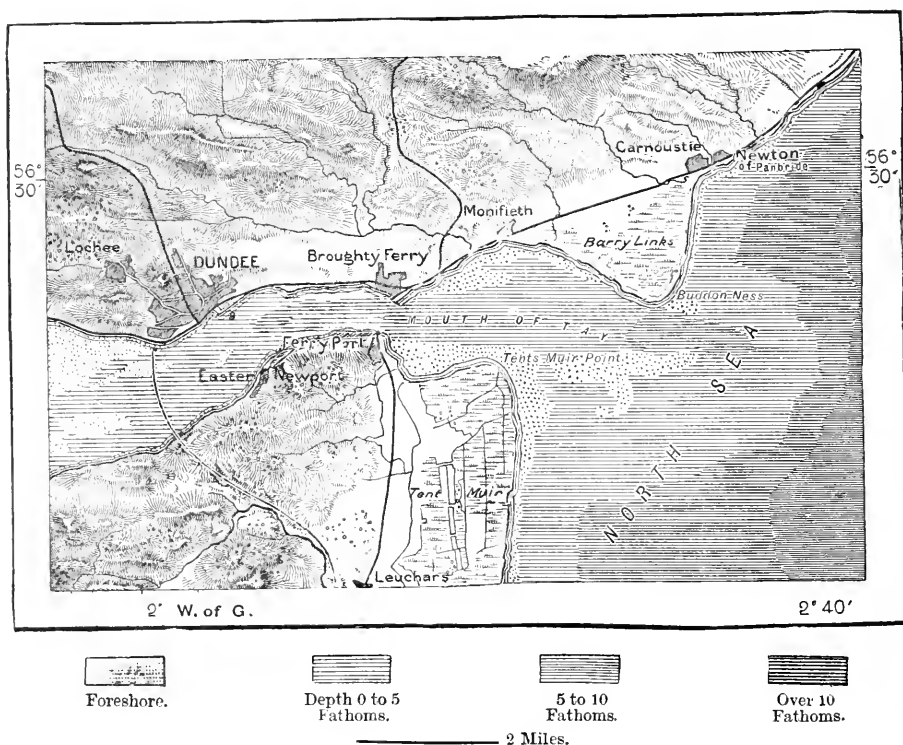 56°
30'
Carnoustie
Newton
of Panbride
56°
30'
Monifieth
Barry Links
Lochee
DUNDEE
Broughty Ferry
Buddon Ness
MOUTH OF TAY
Ferry Port
Tents Muir Point
Easter Newport
NORTH SEA
Tent Muir
Leuchars
2° W. of G.
2° 40'
Foreshore.
Depth 0 to 5
Fathoms.
5 to 10
Fathoms.
Over 10
Fathoms.
2 Miles.